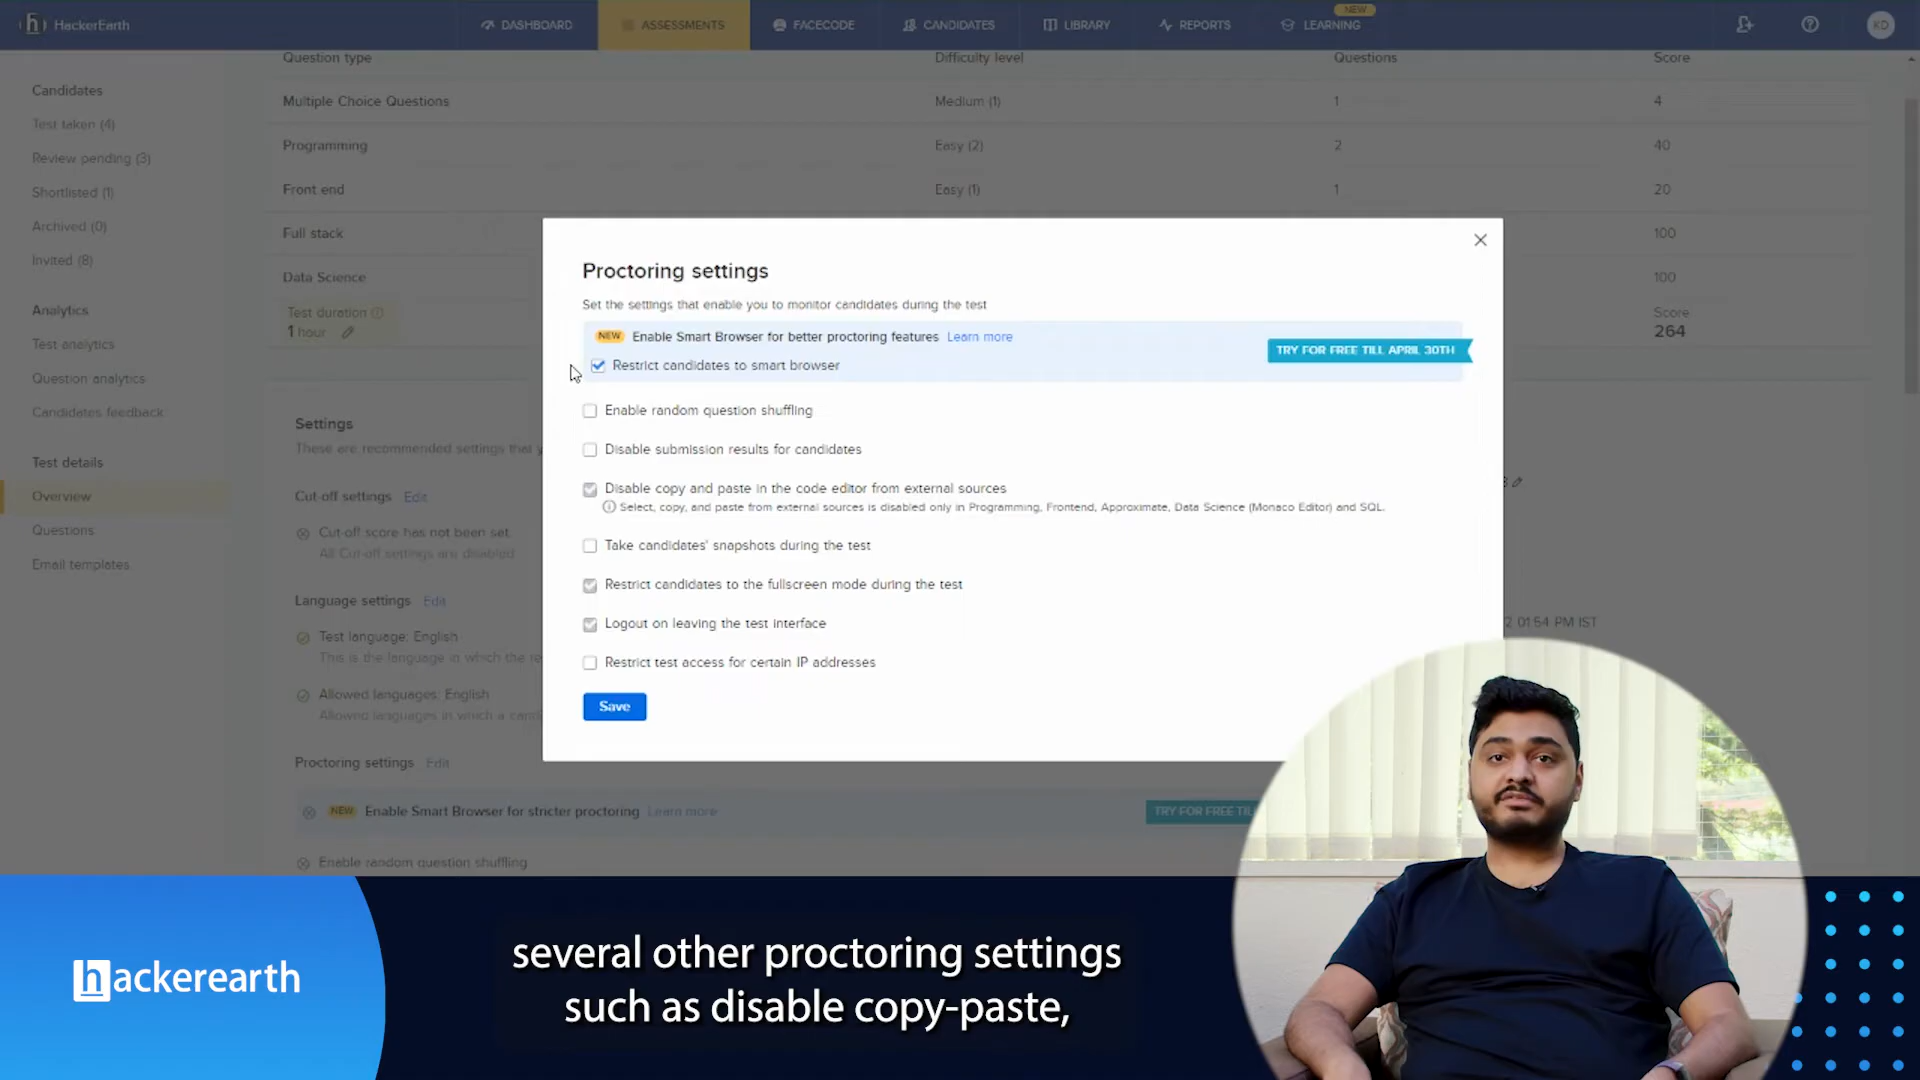 HackerEarth
DASHBOARD
ASSESSMENTS
FACECODE
CANDIDATES
LIBRARY
REPORTS
NEW
LEARNING
KD
Candidates
Test taken (4)
Review pending (3)
Shortlisted (1)
Archived (0)
Invited (8)
Analytics
Test analytics
Question analytics
Candidates feedback
Test details
Overview
Questions
Email templates
Question type Difficulty level Questions Score
Multiple Choice Questions Medium (1) 1 4
Programming Easy (2) 2 40
Front end Easy (1) 1 20
Full stack 100
Data Science 100
Test duration
1 hour
Score
264
Settings
These are recommended settings that
Cut-off settings Edit
Cut-off score has not been set.
All Cut-off settings are disabled
Language settings Edit
Test language: English
This is the language in which the
Allowed languages: English
Allowed languages in which a
01:54 PM IST
Proctoring settings Edit
NEW Enable Smart Browser for stricter proctoring Learn more
TRY FOR FREE
Enable random question shuffling
Proctoring settings
Set the settings that enable you to monitor candidates during the test
NEW Enable Smart Browser for better proctoring features Learn more
Restrict candidates to smart browser
TRY FOR FREE TILL APRIL 30TH
Enable random question shuffling
Disable submission results for candidates
Disable copy and paste in the code editor from external sources
Select, copy, and paste from external sources is disabled only in Programming, Frontend, Approximate, Data Science (Monaco Editor) and SQL.
Take candidates' snapshots during the test
Restrict candidates to the fullscreen mode during the test
Logout on leaving the test interface
Restrict test access for certain IP addresses
Save
hackerearth
several other proctoring settings
such as disable copy-paste,